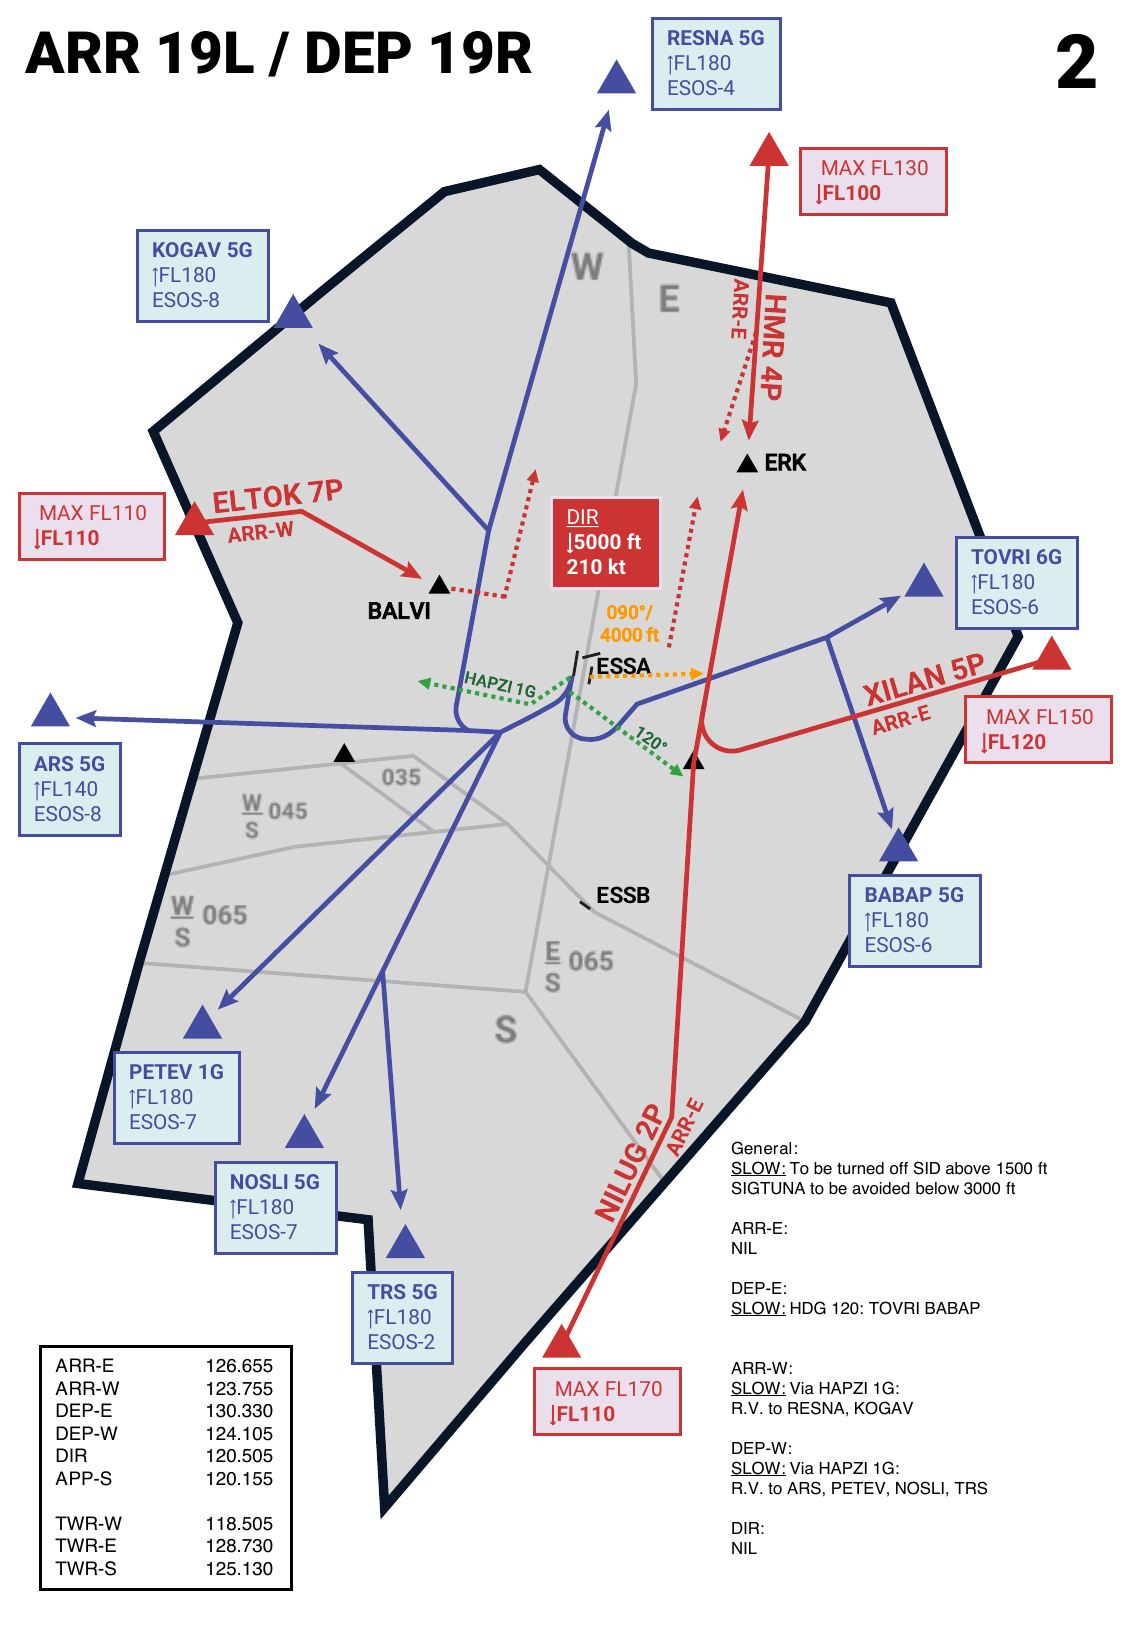 ARR 19L / DEP 19R
2
RESNA 5G
↑FL180
ESOS-4
MAX FL130
↓FL100
KOGAV 5G
↑FL180
ESOS-8
W
E
ARR-E
HMR 4P
ERK
MAX FL110
↓FL110
ELTOK 7P
ARR-W
BALVI
DIR
↓5000 ft
210 kt
090°/
4000 ft
ESSA
HAPZI 1G
120°
TOVRI 6G
↑FL180
ESOS-6
XILAN 5P
ARR-E
MAX FL150
↓FL120
ARS 5G
↑FL140
ESOS-8
035
W
S
045
W
S
065
ESSB
E
S
065
S
BABAP 5G
↑FL180
ESOS-6
PETEV 1G
↑FL180
ESOS-7
NOSLI 5G
↑FL180
ESOS-7
TRS 5G
↑FL180
ESOS-2
NILUG 2P
ARR-E
MAX FL170
↓FL110
General:
SLOW: To be turned off SID above 1500 ft
SIGTUNA to be avoided below 3000 ft
ARR-E:
NIL
DEP-E:
SLOW: HDG 120: TOVRI BABAP
ARR-W:
SLOW: Via HAPZI 1G:
R.V. to RESNA, KOGAV
DEP-W:
SLOW: Via HAPZI 1G:
R.V. to ARS, PETEV, NOSLI, TRS
DIR:
NIL
ARR-E 126.655
ARR-W 123.755
DEP-E 130.330
DEP-W 124.105
DIR 120.505
APP-S 120.155
TWR-W 118.505
TWR-E 128.730
TWR-S 125.130